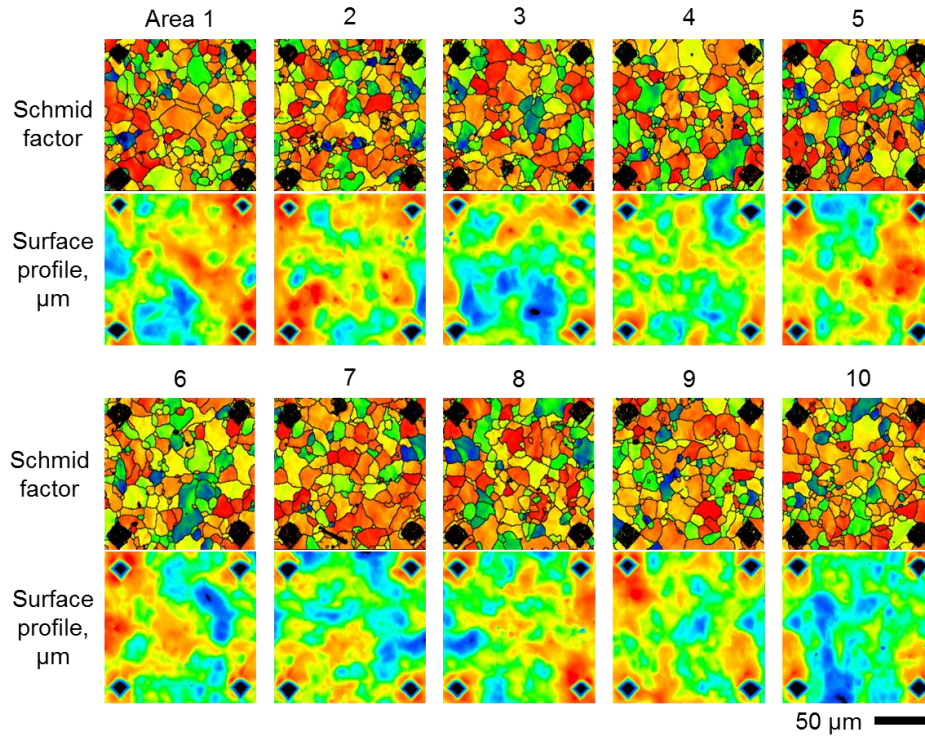 Area 1 2 3 4 5
Schmid
factor
Surface
profile,
µm
6 7 8 9 10
Schmid
factor
Surface
profile,
µm
50 µm